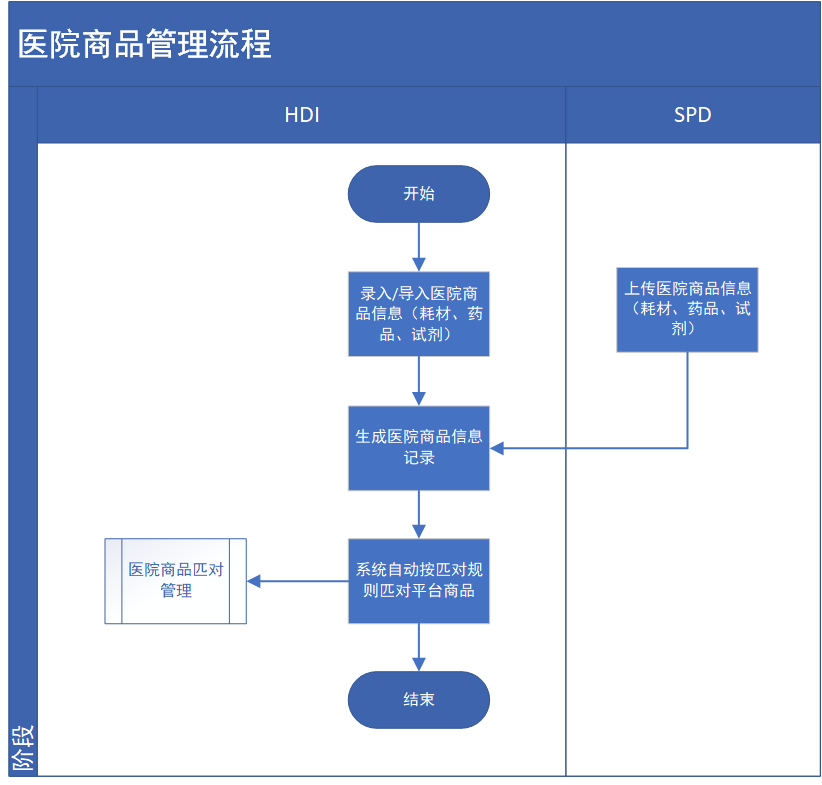 医院商品管理流程
HDI
SPD
开始
录入/导入医院商
品信息（耗材、药
品、试剂）
上传医院商品信息
（耗材、药品、试
剂）
生成医院商品信息
记录
医院商品匹对
管理
系统自动按匹对规
则匹对平台商品
结束
阶段